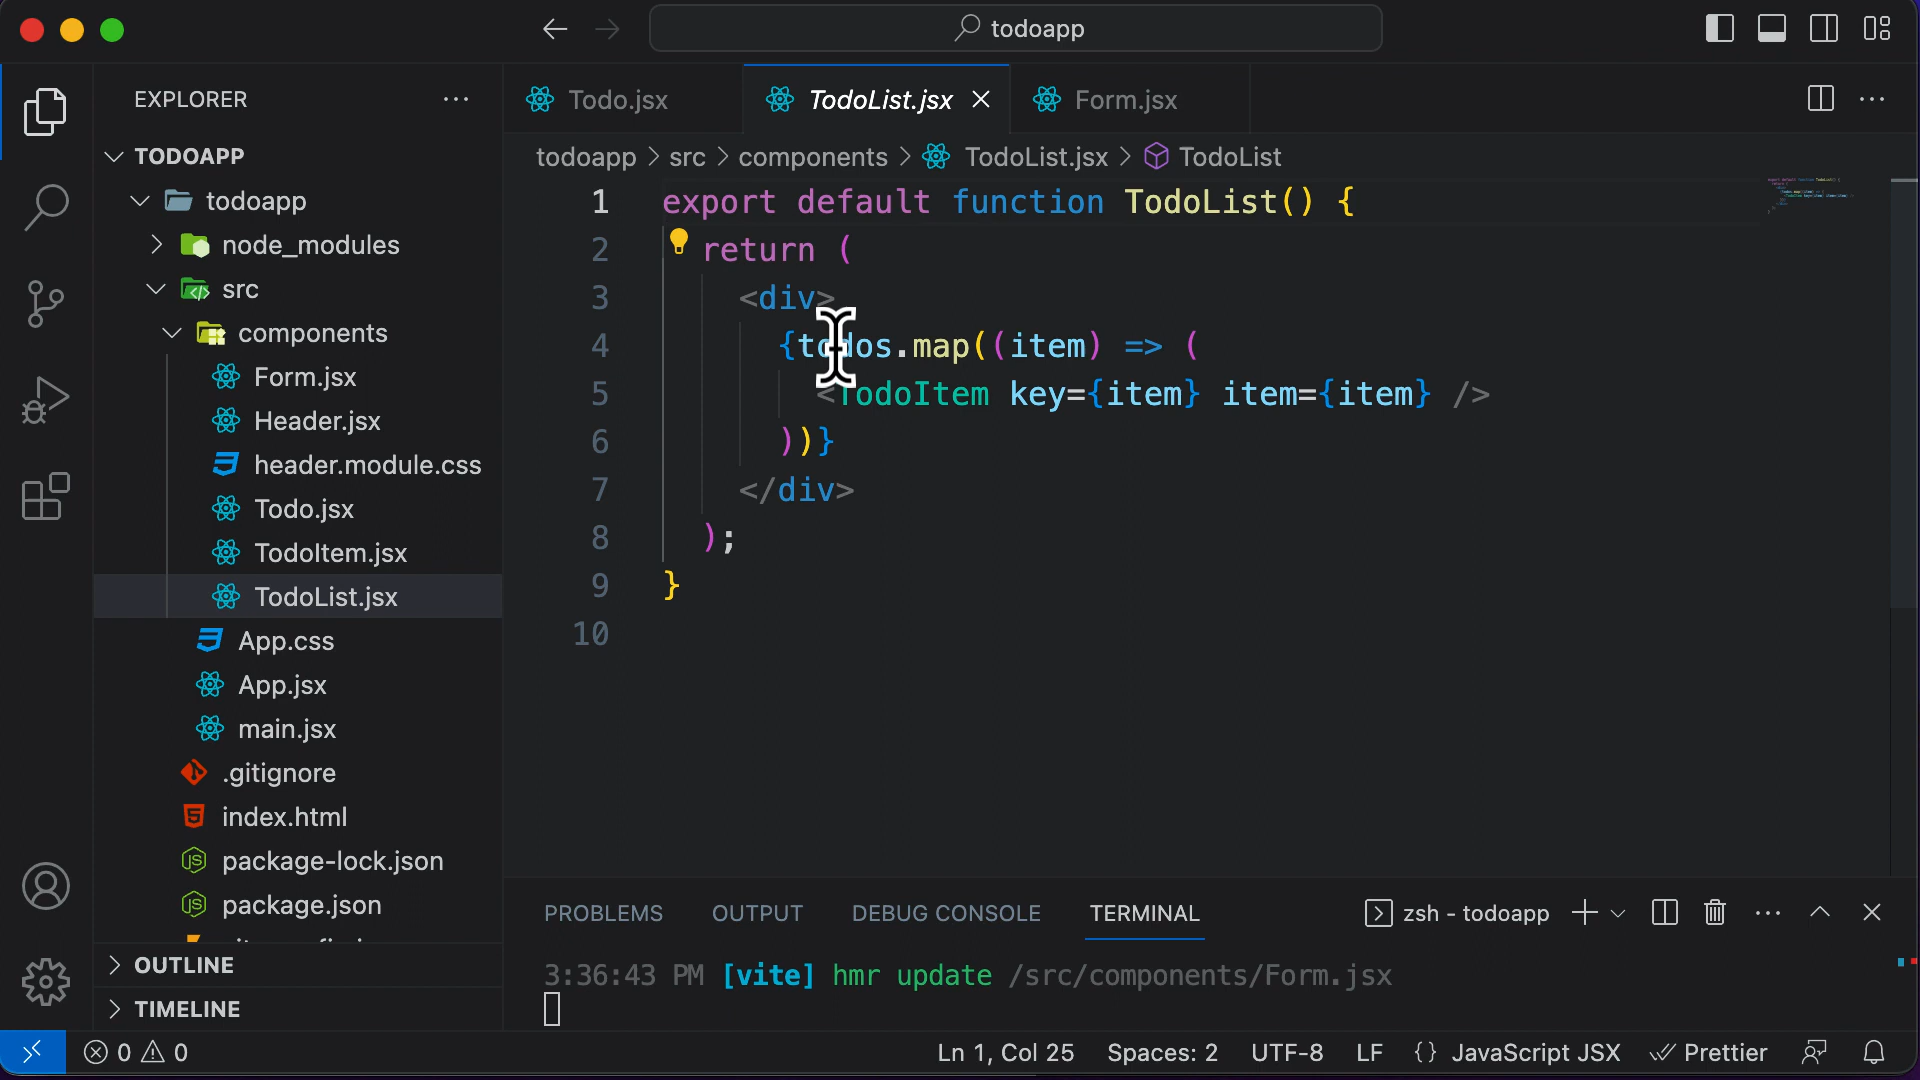 todoapp
EXPLORER
Todo.jsx
TodoList.jsx
Form.jsx
TODOAPP
todoapp
node_modules
src
components
Form.jsx
Header.jsx
header.module.css
Todo.jsx
TodoItem.jsx
TodoList.jsx
App.css
App.jsx
main.jsx
.gitignore
index.html
package-lock.json
package.json
OUTLINE
TIMELINE
todoapp > src > components > TodoList.jsx > TodoList
1 export default function TodoList() {
2 return (
3 <div>
4 {todos.map((item) => (
5 <TodoItem key={item} item={item} />
6 ))}
7 </div>
8 );
9 }
10
PROBLEMS OUTPUT DEBUG CONSOLE TERMINAL
zsh - todoapp
3:36:43 PM [vite] hmr update /src/components/Form.jsx
0 0
Ln 1, Col 25 Spaces: 2 UTF-8 LF {} JavaScript JSX Prettier